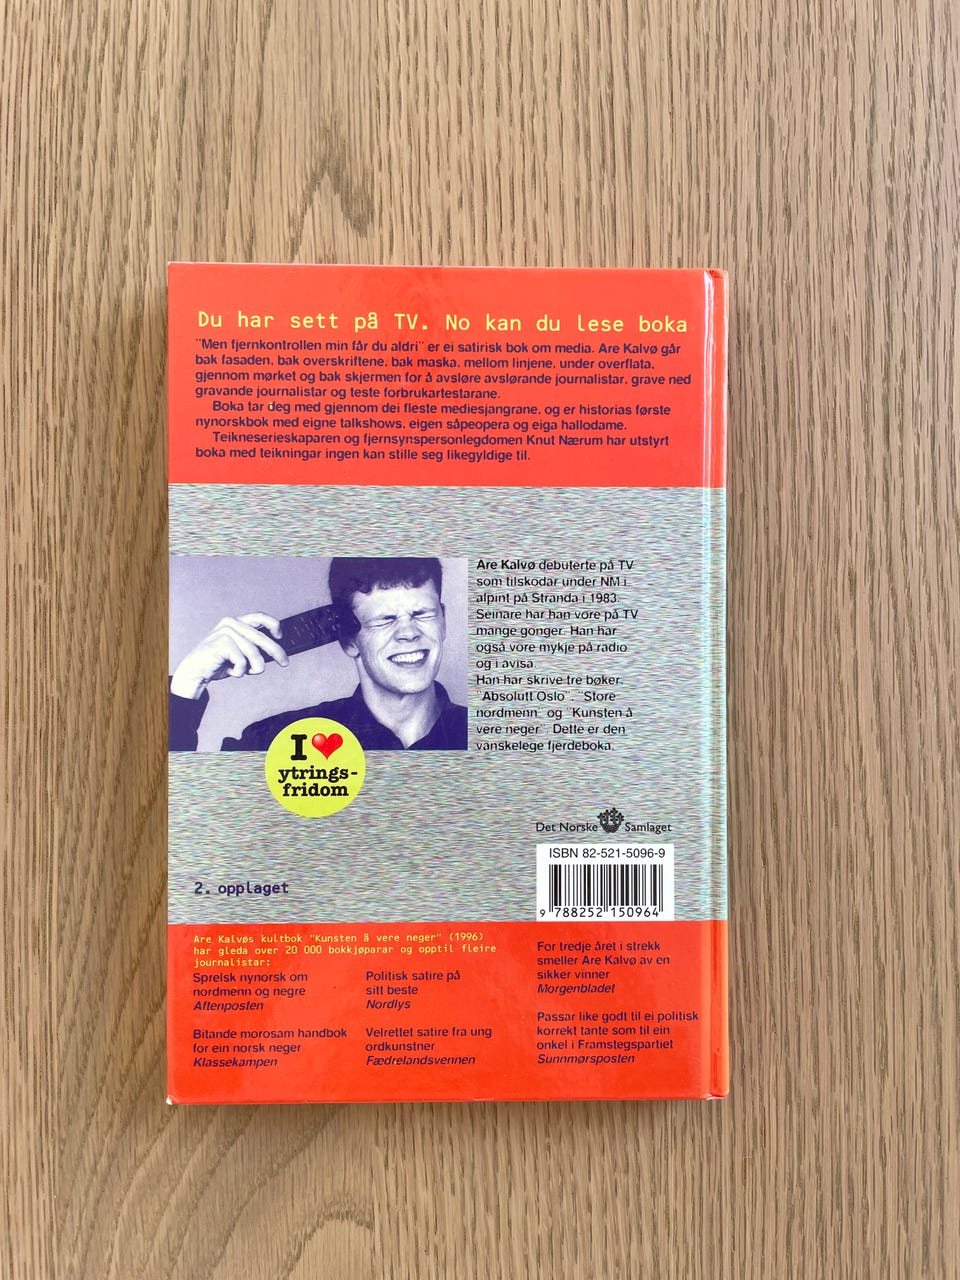 Du har sett på TV. No kan du lese boka
"Men fjernkontrollen min får du aldri" er ei satirisk bok om media. Are Kalvø går
bak fasaden, bak overskriftene, bak maska, mellom linjene, under overflata,
gjennom mørket og bak skjermen for å avsløre avslørande journalistar, grave ned
gravande journalistar og teste forbrukartestarane.
Boka tar deg med gjennom dei fleste mediesjangrane, og er historias første
nynorskbok med eigne talkshows, eigen såpeopera og eiga hallodame.
Teikneserieskaparen og fjernsynspersonlegdomen Knut Nærum har utstyrt
boka med teikningar ingen kan stille seg likegyldige til.
Are Kalvø debuterte på TV
som tilskodar under NM i
alpint på Stranda i 1983.
Seinare har han vore på TV
mange gonger. Han har
også vore mykje på radio
og i avisa.
Han har skrive tre bøker,
"Absolutt Oslo", "Store
nordmenn" og "Kunsten å
vere neger". Dette er den
vanskelege fjerdeboka.
I ❤
ytrings-
fridom
Det Norske Samlaget
ISBN 82-521-5096-9
9 788252 150964
2. opplaget
Are Kalvøs kultbok "Kunsten å vere neger" (1996)
har gleda over 20 000 bokkjøparar og opptil fleire
journalistar:
Sprelsk nynorsk om
nordmenn og negre
Aftenposten
Bitande morosam handbok
for ein norsk neger
Klassekampen
Politisk satire på
sitt beste
Nordlys
Velrettet satire fra ung
ordkunstner
Fædrelandsvennen
For tredje året i strekk
smeller Are Kalvø av en
sikker vinner
Morgenbladet
Passar like godt til ei politisk
korrekt tante som til ein
onkel i Framstegspartiet
Sunnmørsposten